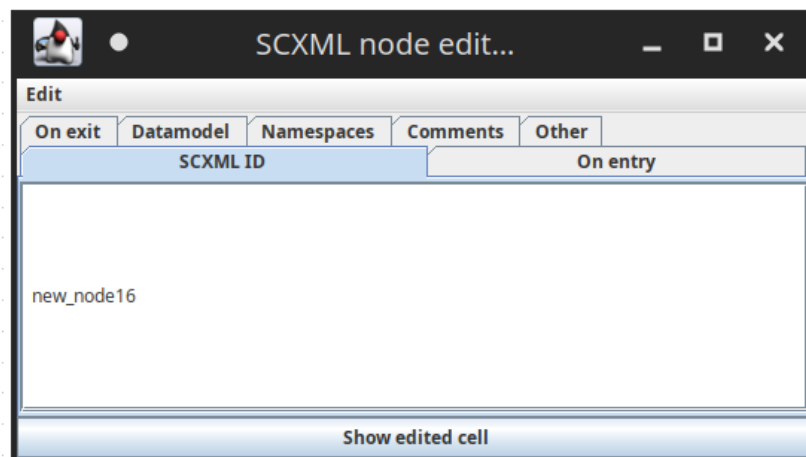 SCXML node edit...
Edit
On exit Datamodel Namespaces Comments Other
SCXML ID On entry
new_node16
Show edited cell